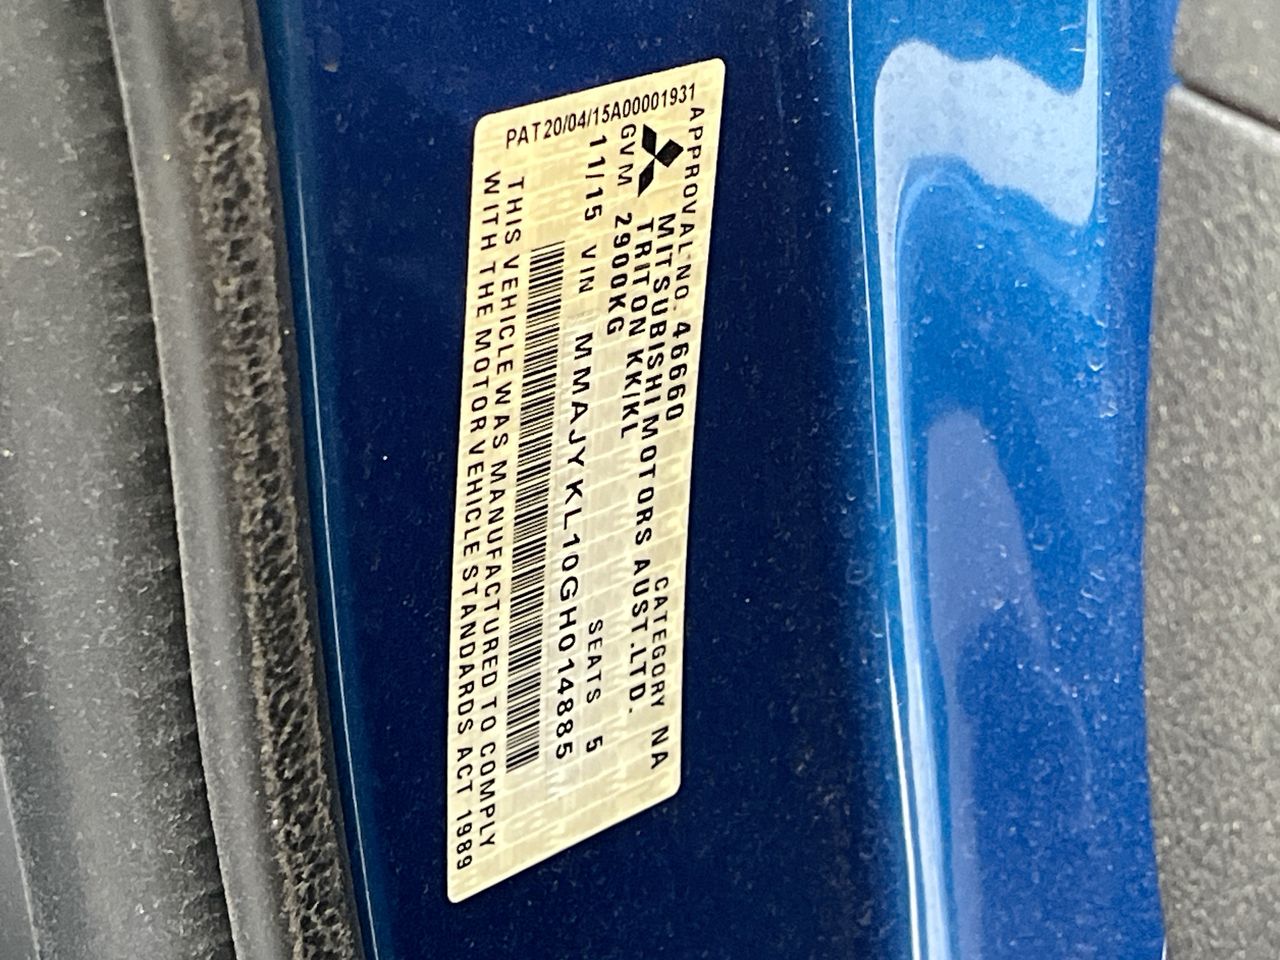 PAT20/04/15A00001931
APPROVAL NO. 46660 CATEGORY NA
MITSUBISHI MOTORS AUST.LTD.
TRITON KK/KL
GVM 2900KG SEATS 5
11/15 VIN MMAJYKL10GH014885
THIS VEHICLE WAS MANUFACTURED TO COMPLY
WITH THE MOTOR VEHICLE STANDARDS ACT 1989